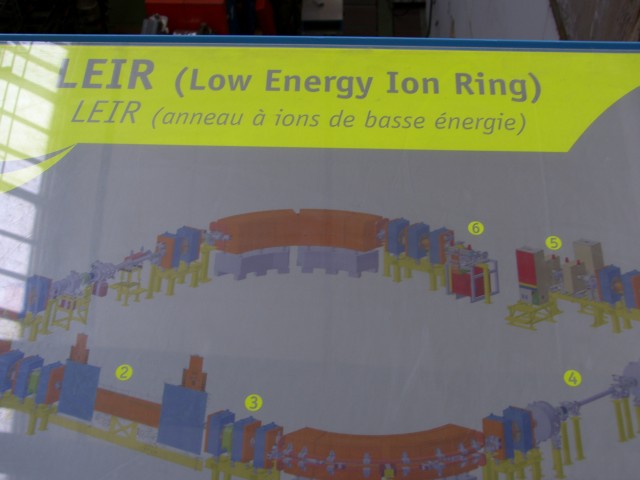 LEIR (Low Energy Ion Ring)
LEIR (anneau à ions de basse énergie)
6
5
2
3
4